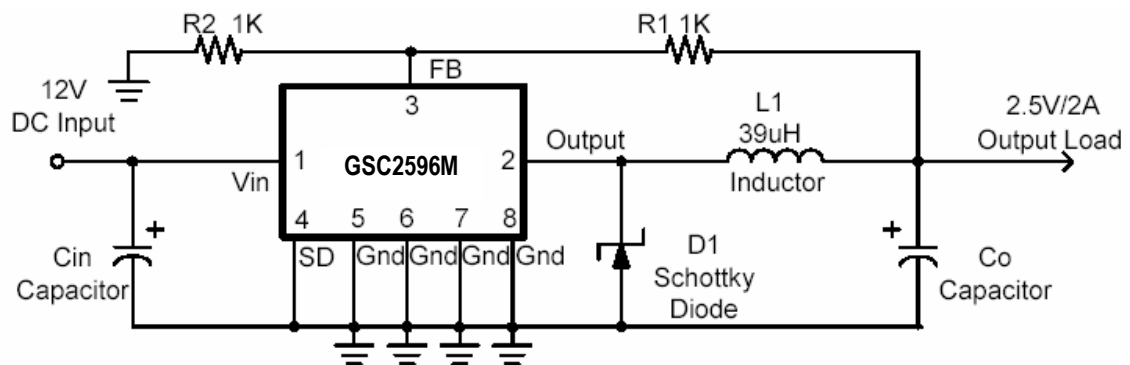 R2 1K
R1 1K
FB
3
12V
DC Input
L1
39uH
2.5V/2A
Output Load
Output
1
GSC2596M
2
Vin
Inductor
4
5
6
7
8
SD
Gnd
Gnd
Gnd
Gnd
+
Cin
Capacitor
D1
Schottky
Diode
+
Co
Capacitor